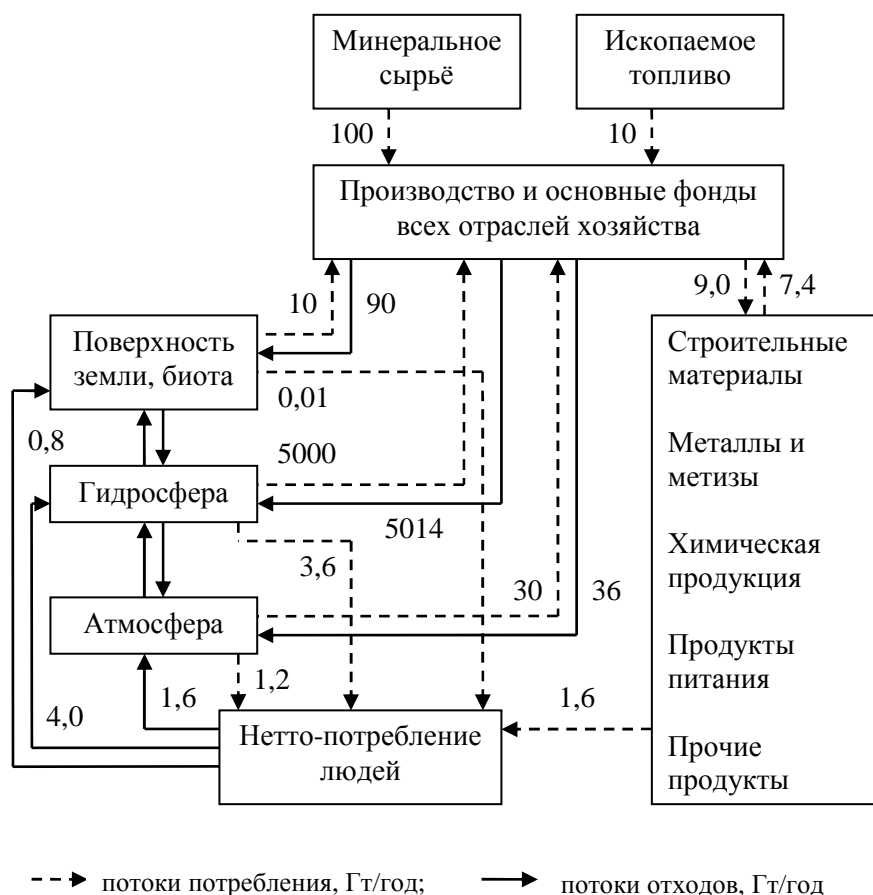 Минеральное
сырьё
Ископаемое
топливо
100
10
Производство и основные фонды
всех отраслей хозяйства
10
90
9,0
7,4
Поверхность
земли, биота
Строительные
материалы
0,01
0,8
5000
Металлы и
метизы
Гидросфера
5014
3,6
Химическая
продукция
30
36
Атмосфера
Продукты
питания
1,2
1,6
4,0
1,6
Нетто-потребление
людей
Прочие
продукты
потоки потребления, Гт/год;
потоки отходов, Гт/год